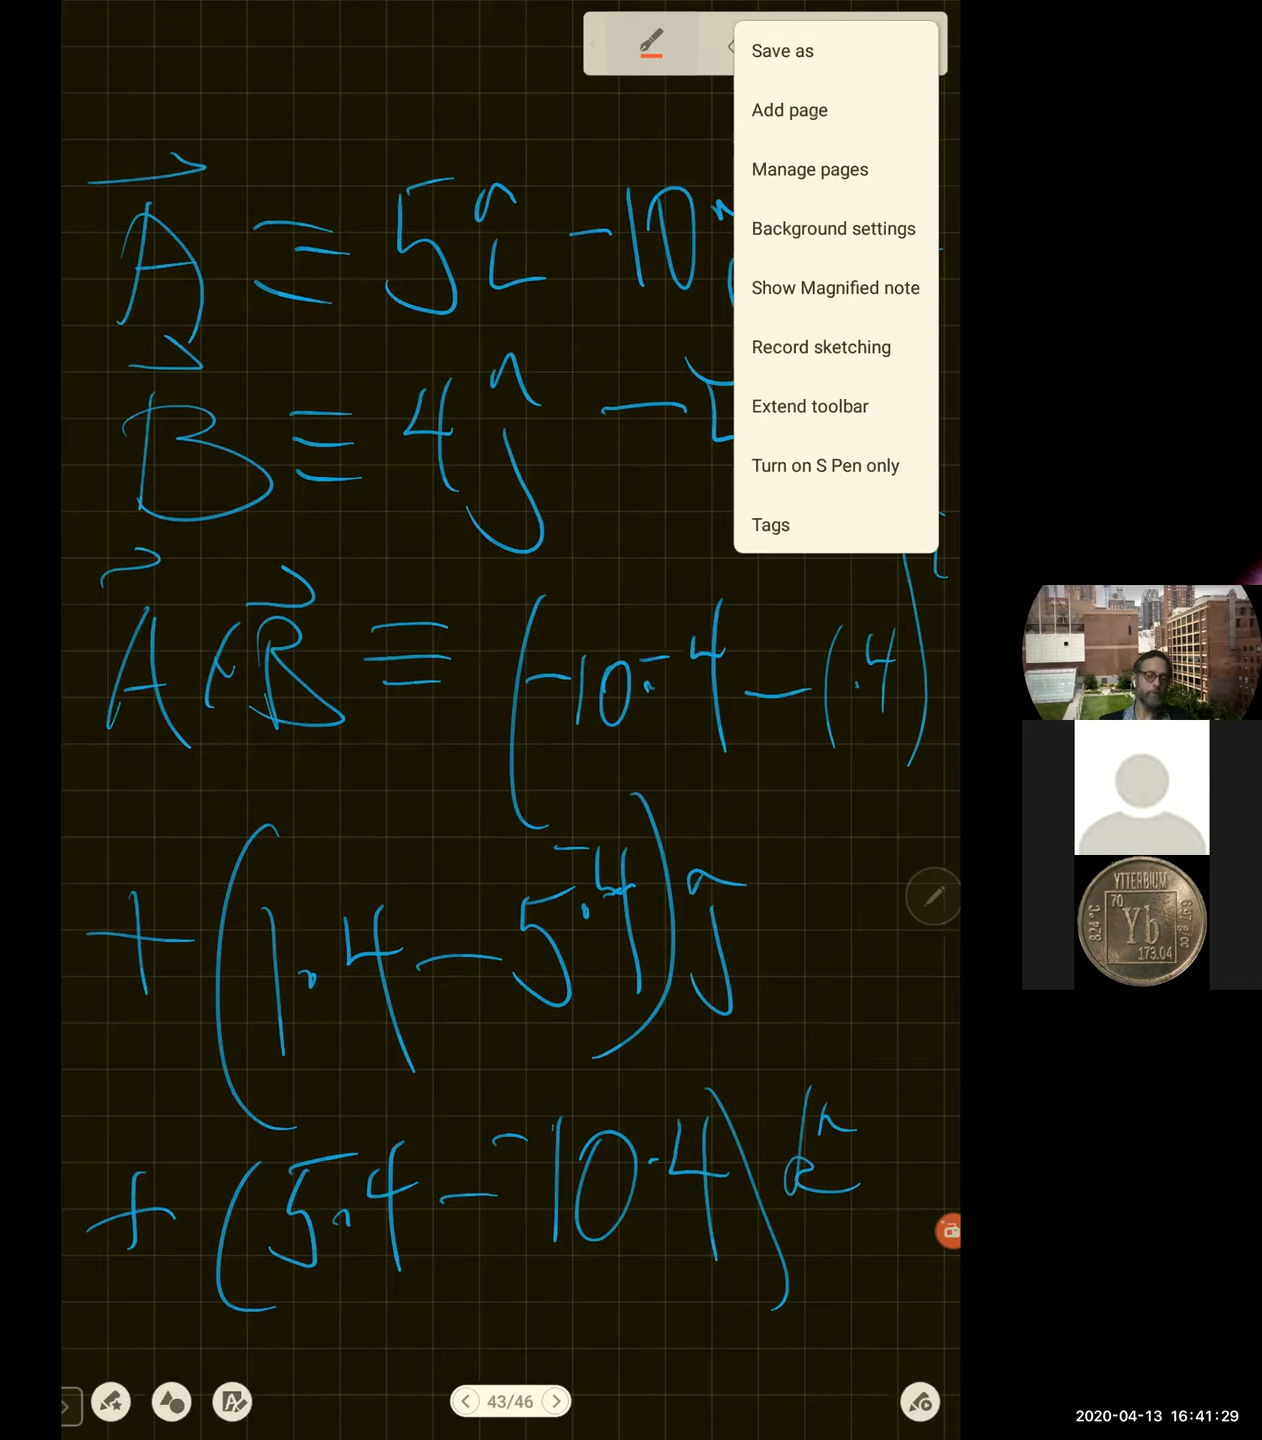 Save as
Add page
Manage pages
Background settings
Show Magnified note
Record sketching
Extend toolbar
Turn on S Pen only
Tags
A = 5î - 10
B = 4ĵ -
A × B = (-10·-4 - 1·4)
+ (1·4 - 5·-4)ĵ
+ (5·4 - -10·4)k̂
43/46
YTTERBIUM
70
Yb
173.04
824 °C
2020-04-13 16:41:29